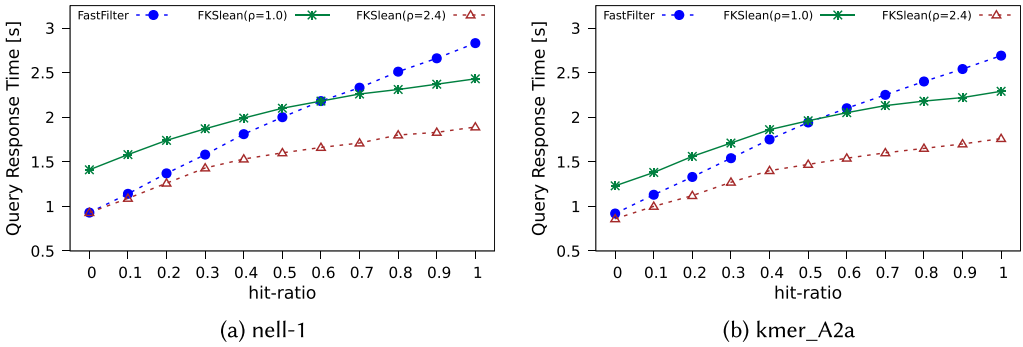 FastFilter FKSlean(ρ=1.0) FKSlean(ρ=2.4)
Query Response Time [s]
3
2.5
2
1.5
1
0.5
0 0.1 0.2 0.3 0.4 0.5 0.6 0.7 0.8 0.9 1
hit-ratio
(a) nell-1
FastFilter FKSlean(ρ=1.0) FKSlean(ρ=2.4)
Query Response Time [s]
3
2.5
2
1.5
1
0.5
0 0.1 0.2 0.3 0.4 0.5 0.6 0.7 0.8 0.9 1
hit-ratio
(b) kmer_A2a